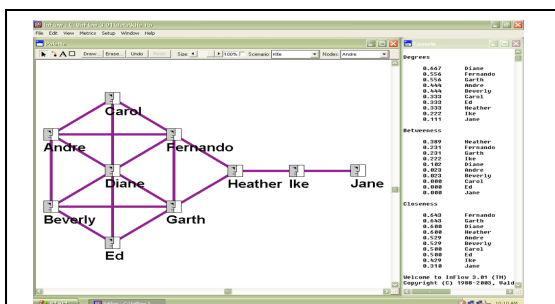 InFlow 3.01
File Edit View Metrics Setup Window Help
Draw... Erase... Undo Size 100% Scenario Kite Nodes Andre
Carol
Andre
Fernando
Diane
Heather Ike Jane
Beverly
Garth
Ed
Degrees
0.667 Diane
0.556 Fernando
0.556 Garth
0.444 Andre
0.444 Beverly
0.333 Carol
0.333 Ed
0.333 Heather
0.222 Ike
0.111 Jane
Betweeness
0.389 Heather
0.231 Fernando
0.231 Garth
0.222 Ike
0.102 Diane
0.023 Andre
0.023 Beverly
0.000 Carol
0.000 Ed
0.000 Jane
Closeness
0.643 Fernando
0.643 Garth
0.600 Diane
0.600 Heather
0.529 Andre
0.529 Beverly
0.500 Carol
0.500 Ed
0.429 Ike
0.310 Jane
Welcome to InFlow 3.01 (TM)
Copyright (C) 1988-2003, Vald